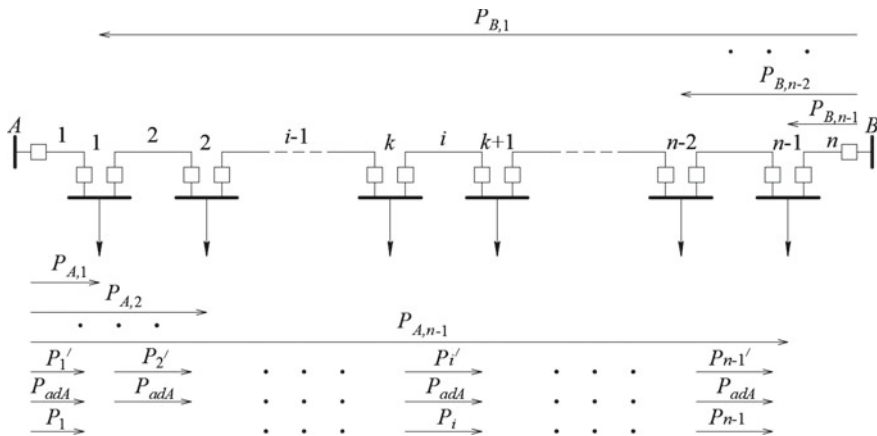 P_{B,1}
. . .
P_{B,n-2}
P_{B,n-1}
A 1 1 2 2 i-1 k i k+1 n-2 n-1 n B
P_{A,1}
P_{A,2}
. . .
P_{A,n-1}
P_1′ P_2′ . . . P_i′ . . . P_{n-1}′
P_{adA} P_{adA} . . . P_{adA} . . . P_{adA}
P_1 . . . P_i . . . P_{n-1}